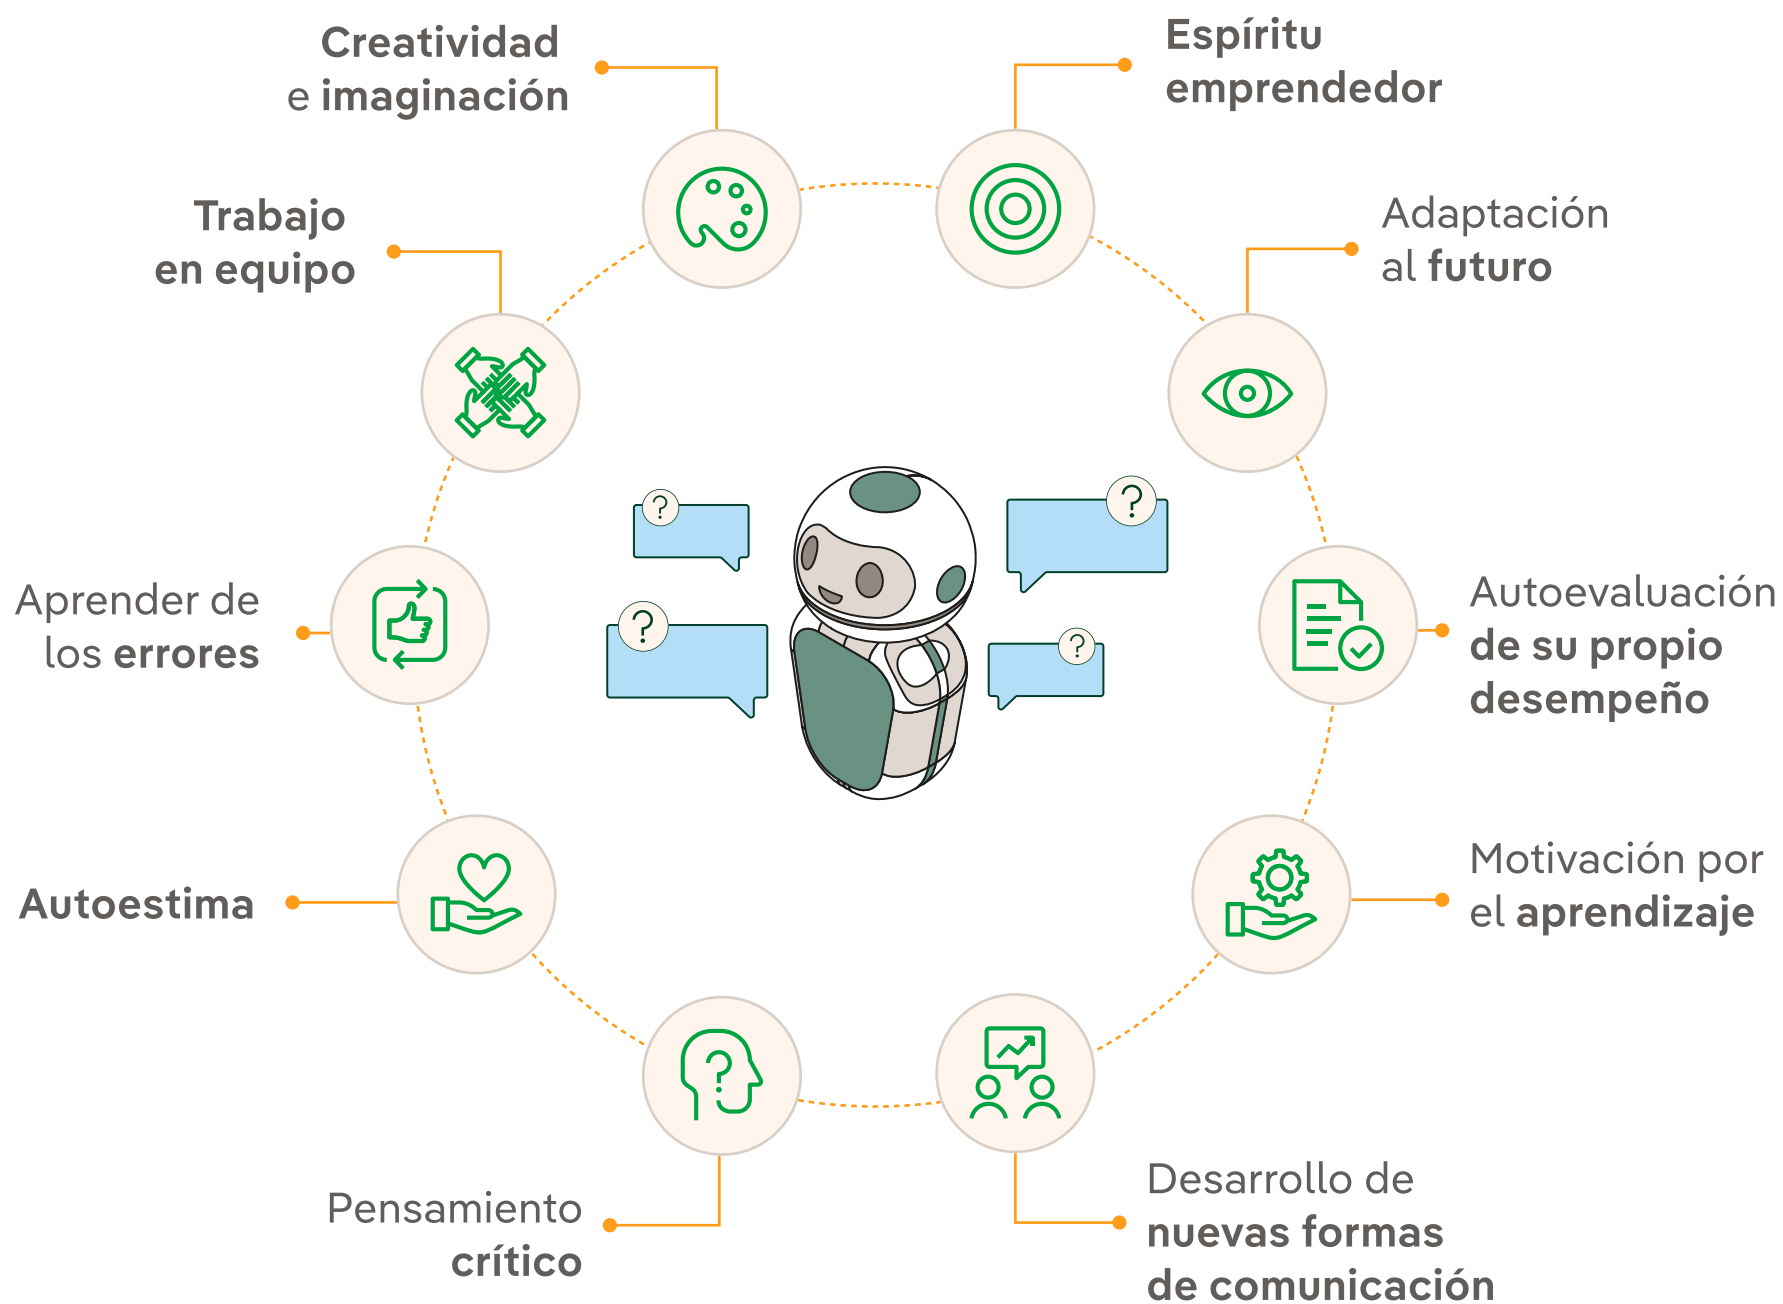 Creatividad
e imaginación
Espíritu
emprendedor
Trabajo
en equipo
Adaptación
al futuro
?
?
?
?
Aprender de
los errores
Autoevaluación
de su propio
desempeño
Autoestima
Motivación por
el aprendizaje
?
Pensamiento
crítico
Desarrollo de
nuevas formas
de comunicación